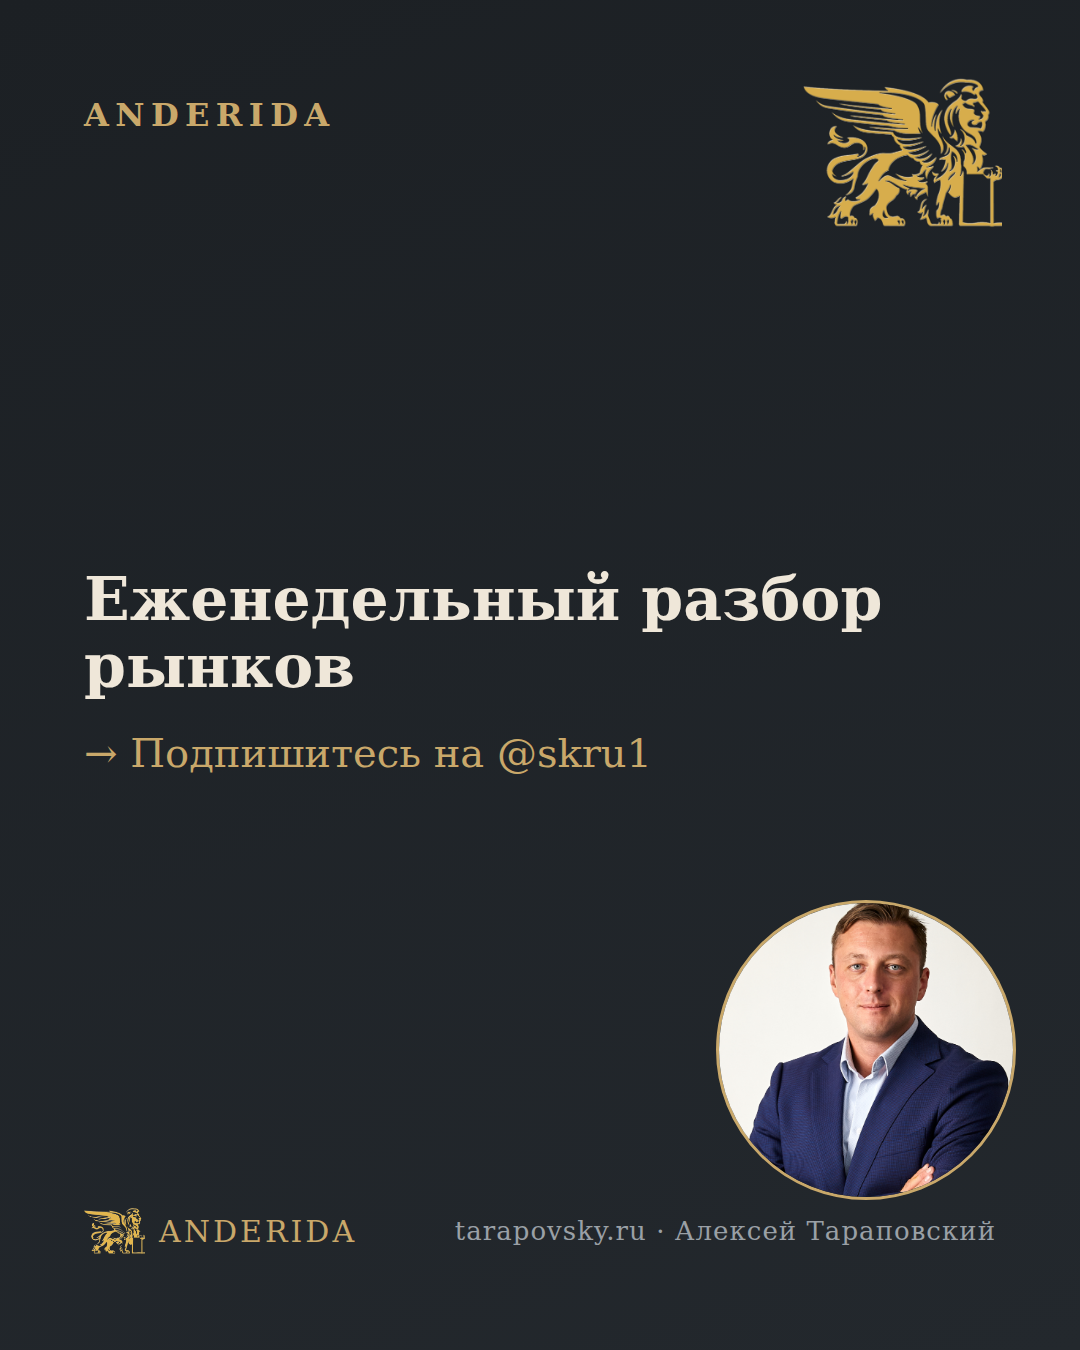 ANDERIDA
Еженедельный разбор
рынков
→ Подпишитесь на @skru1
ANDERIDA
tarapovsky.ru · Алексей Тараповский